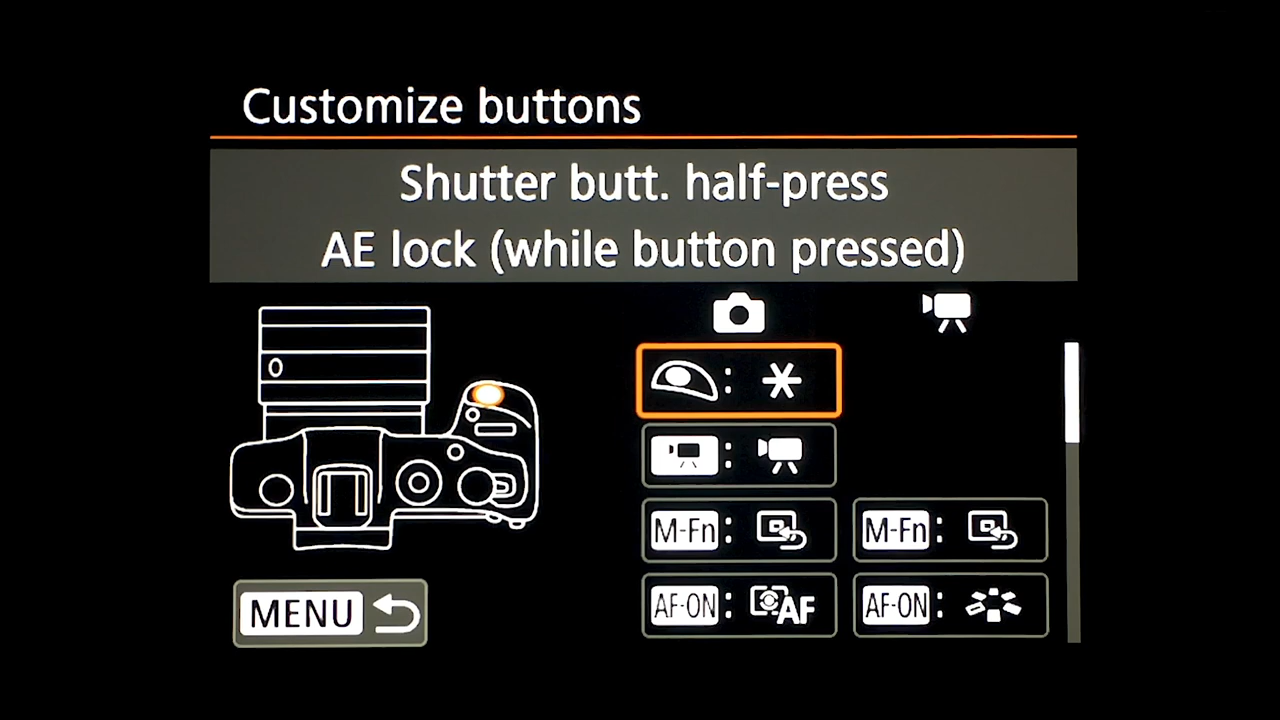 Customize buttons
Shutter butt. half-press
AE lock (while button pressed)
M-Fn : M-Fn :
AF-ON : AF AF-ON :
MENU